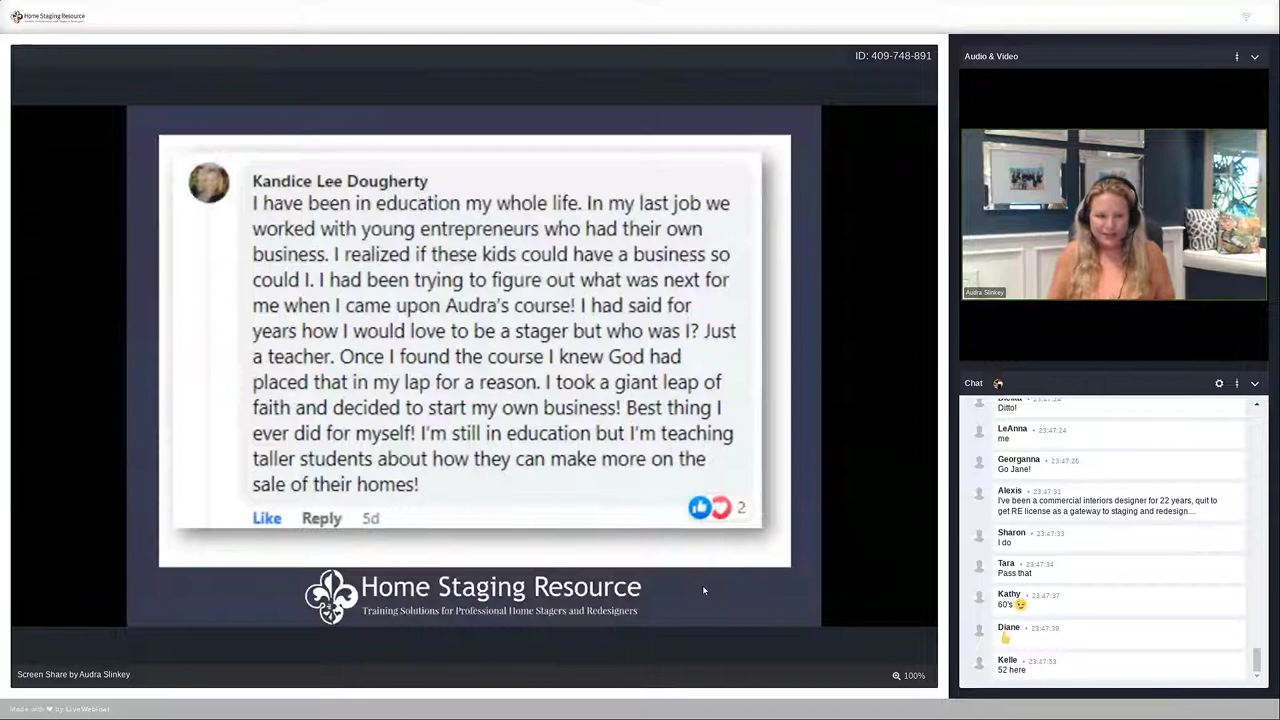 Home Staging Resource
ID: 409-748-891
Kandice Lee Dougherty
I have been in education my whole life. In my last job we
worked with young entrepreneurs who had their own
business. I realized if these kids could have a business so
could I. I had been trying to figure out what was next for
me when I came upon Audra's course! I had said for
years how I would love to be a stager but who was I? Just
a teacher. Once I found the course I knew God had
placed that in my lap for a reason. I took a giant leap of
faith and decided to start my own business! Best thing I
ever did for myself! I'm still in education but I'm teaching
taller students about how they can make more on the
sale of their homes!
Like Reply 5d
2
Home Staging Resource
Training Solutions for Professional Home Stagers and Redesigners
Screen Share by Audra Slinkey
100%
Audio & Video
Audra Slinkey
Chat
Ditto!
LeAnna • 23:47:24
me
Georganna • 23:47:26
Go Jane!
Alexis • 23:47:31
I've been a commercial interiors designer for 22 years, quit to
get RE license as a gateway to staging and redesign....
Sharon • 23:47:33
I do
Tara • 23:47:34
Pass that
Kathy • 23:47:37
60's 😉
Diane • 23:47:39
👍
Kelle • 23:47:53
52 here
Made with ❤ by LiveWebinar